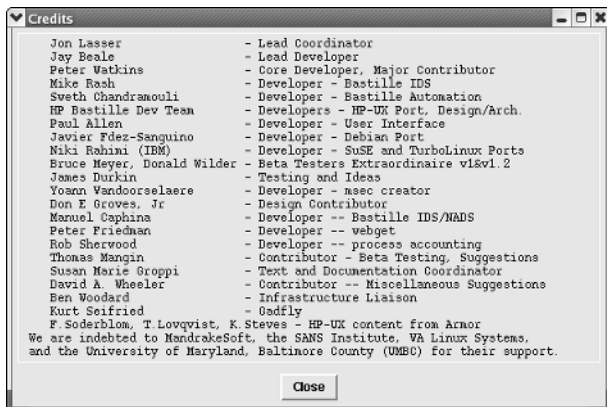 Credits
Jon Lasser - Lead Coordinator
Jay Beale - Lead Developer
Peter Watkins - Core Developer, Major Contributor
Mike Rash - Developer - Bastille IDS
Sveth Chandramouli - Developer - Bastille Automation
HP Bastille Dev Team - Developers - HP-UX Port, Design/Arch.
Paul Allen - Developer - User Interface
Javier Fdez-Sanguino - Developer - Debian Port
Niki Rahimi (IBM) - Developer - SuSE and TurboLinux Ports
Bruce Meyer, Donald Wilder - Beta Testers Extraordinaire v1&v1.2
James Durkin - Testing and Ideas
Yoann Vandoorselaere - Developer - msec creator
Don E Groves, Jr - Design Contributor
Manuel Caphina - Developer -- Bastille IDS/NADS
Peter Friedman - Developer -- webget
Rob Sherwood - Developer -- process accounting
Thomas Mangin - Contributor - Beta Testing, Suggestions
Susan Marie Groppi - Text and Documentation Coordinator
David A. Wheeler - Contributor -- Miscellaneous Suggestions
Ben Woodard - Infrastructure Liaison
Kurt Seifried - Gadfly
F.Soderblom, T.Lovqvist, K.Steves - HP-UX content from Armor
We are indebted to MandrakeSoft, the SANS Institute, VA Linux Systems,
and the University of Maryland, Baltimore County (UMBC) for their support.
Close